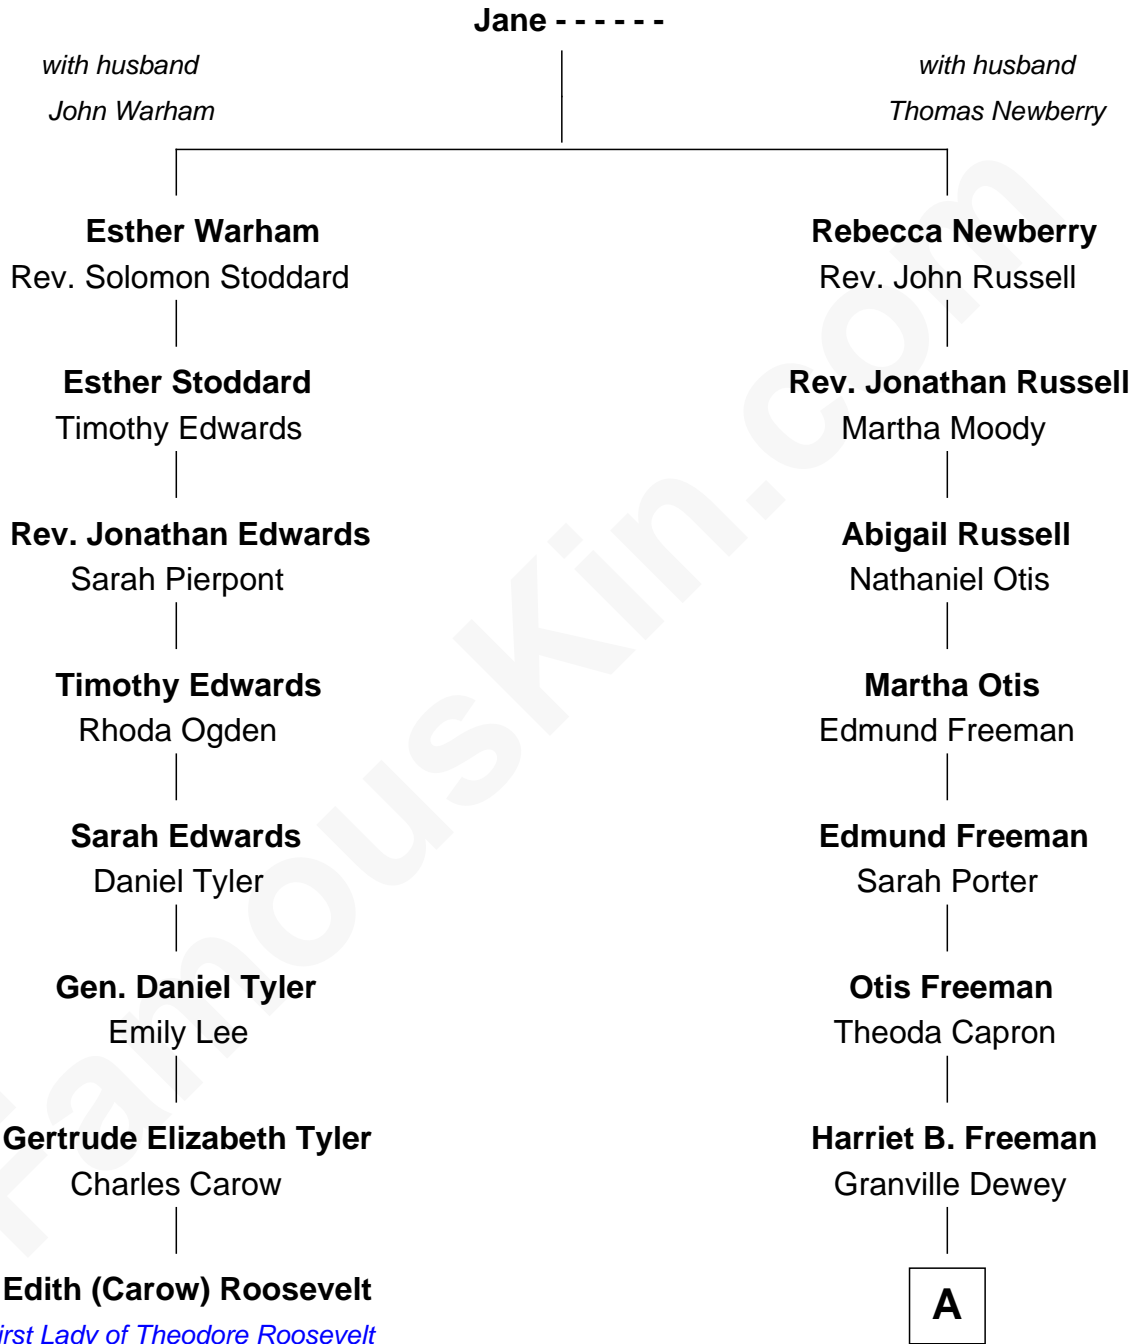 Jane - - - - - -
with husband
John Warham
with husband
Thomas Newberry
Esther Warham
Rev. Solomon Stoddard
Rebecca Newberry
Rev. John Russell
Esther Stoddard
Timothy Edwards
Rev. Jonathan Russell
Martha Moody
Rev. Jonathan Edwards
Sarah Pierpont
Abigail Russell
Nathaniel Otis
Timothy Edwards
Rhoda Ogden
Martha Otis
Edmund Freeman
Sarah Edwards
Daniel Tyler
Edmund Freeman
Sarah Porter
Gen. Daniel Tyler
Emily Lee
Otis Freeman
Theoda Capron
Gertrude Elizabeth Tyler
Charles Carow
Harriet B. Freeman
Granville Dewey
Edith (Carow) Roosevelt
First Lady of Theodore Roosevelt
A
FamousKin.com